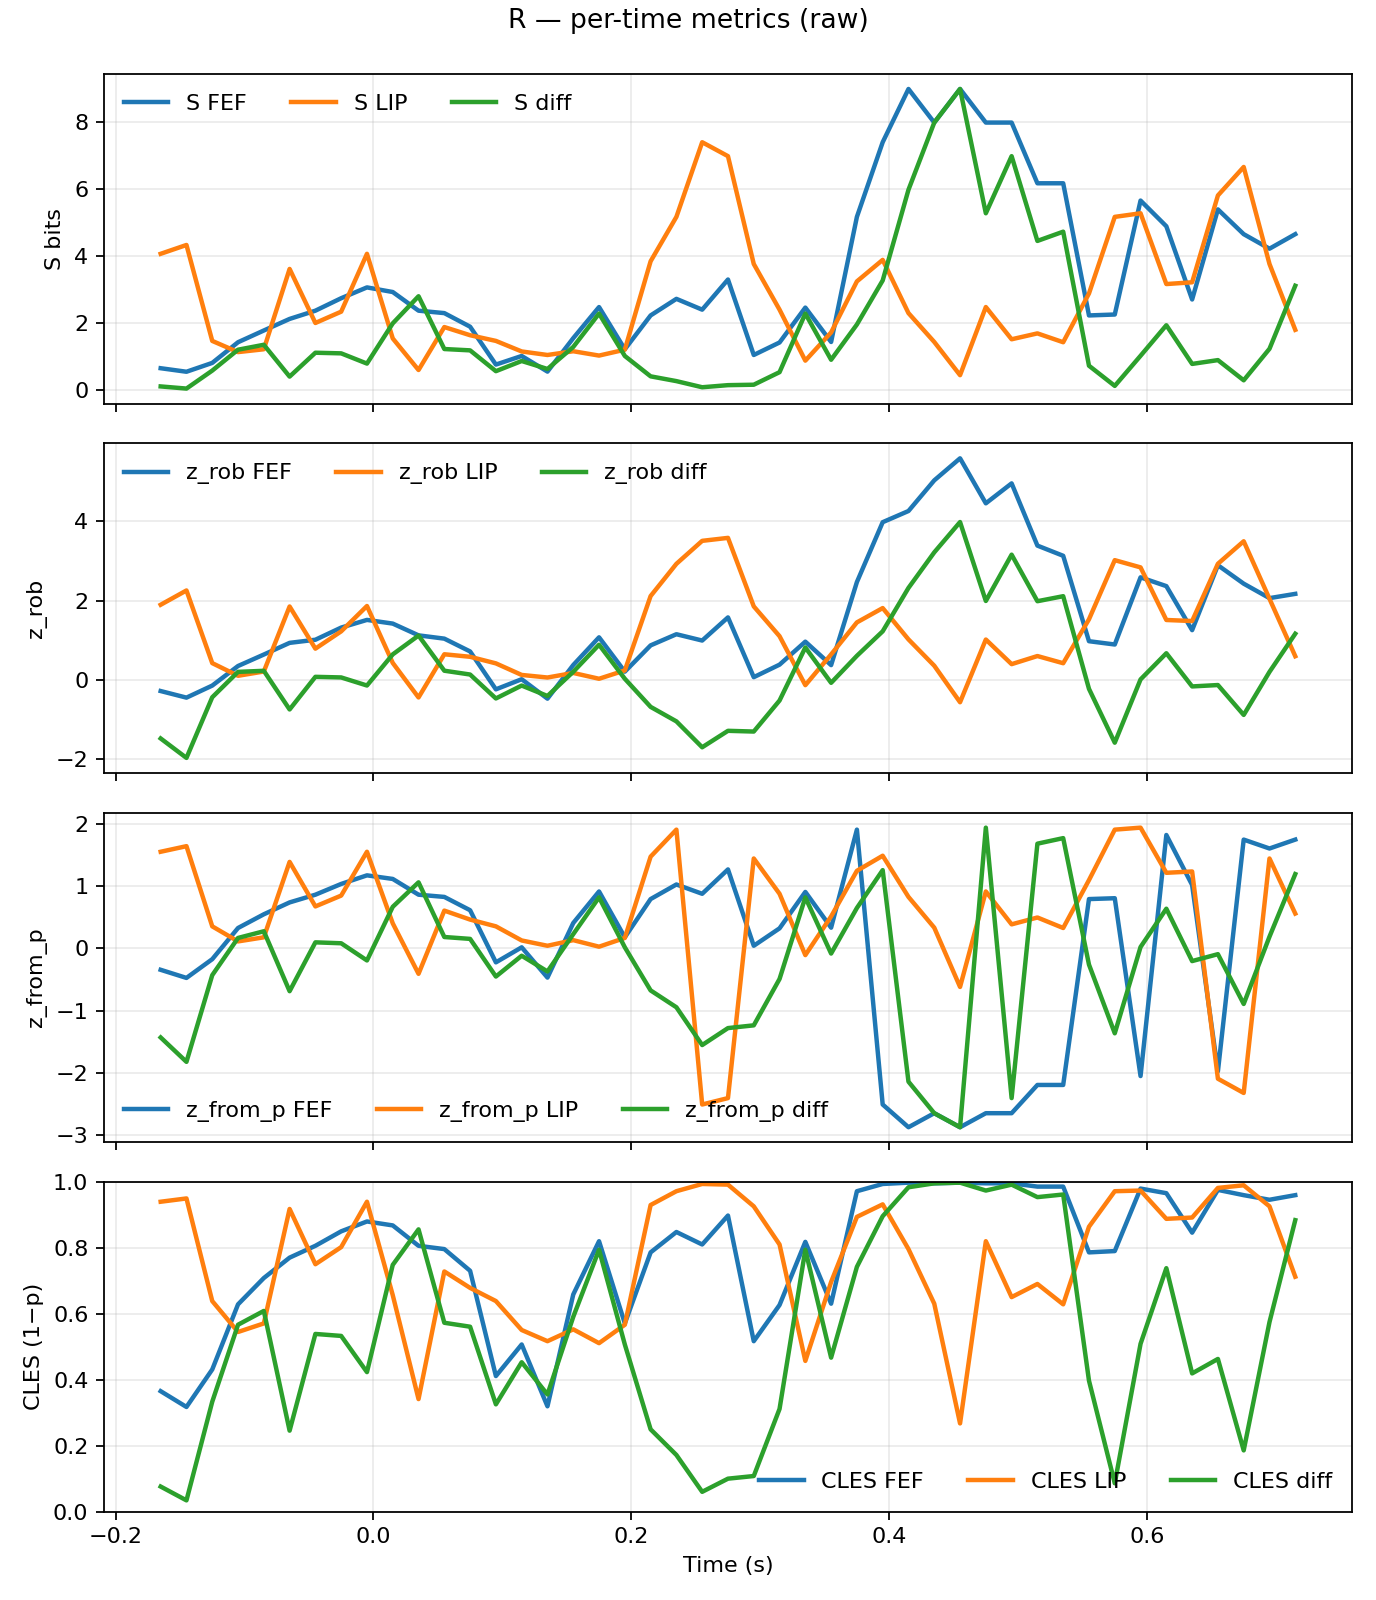 R — per-time metrics (raw)
S FEF S LIP S diff
8
6
4
2
0
S bits
z_rob FEF z_rob LIP z_rob diff
4
2
0
−2
z_rob
2
1
0
−1
−2
−3
z_from_p
z_from_p FEF z_from_p LIP z_from_p diff
1.0
0.8
0.6
0.4
0.2
0.0
CLES (1−p)
CLES FEF CLES LIP CLES diff
−0.2 0.0 0.2 0.4 0.6
Time (s)